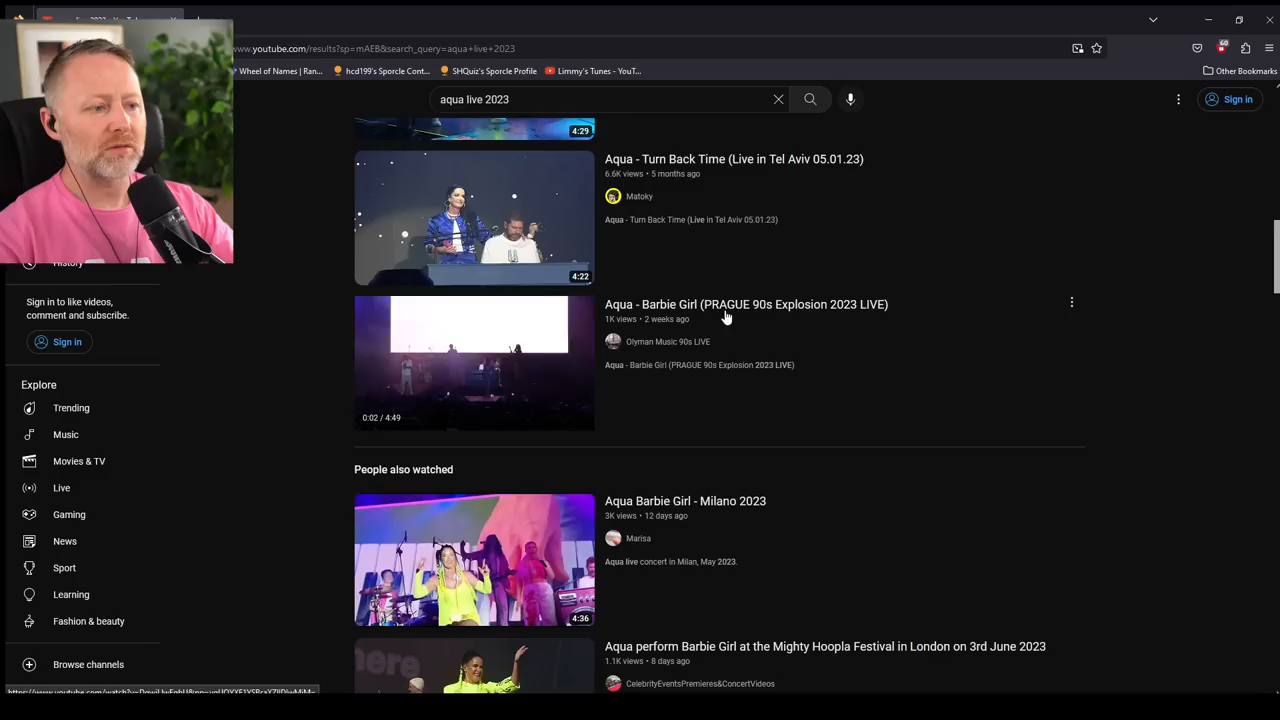 www.youtube.com/results?sp=mAEB&search_query=aqua+live+2023
60
Wheel of Names | Ran...
hcd199's Sporcle Cont...
SHQuiz's Sporcle Profile
Limmy's Tunes - YouT...
Other Bookmarks
aqua live 2023
Sign in
4:29
Aqua - Turn Back Time (Live in Tel Aviv 05.01.23)
6.6K views • 5 months ago
Matoky
Aqua - Turn Back Time (Live in Tel Aviv 05.01.23)
4:22
Aqua - Barbie Girl (PRAGUE 90s Explosion 2023 LIVE)
1K views • 2 weeks ago
Olyman Music 90s LIVE
Aqua - Barbie Girl (PRAGUE 90s Explosion 2023 LIVE)
0:02 / 4:49
History
Sign in to like videos,
comment and subscribe.
Sign in
Explore
Trending
Music
Movies & TV
Live
Gaming
News
Sport
Learning
Fashion & beauty
Browse channels
People also watched
Aqua Barbie Girl - Milano 2023
3K views • 12 days ago
Marisa
Aqua live concert in Milan, May 2023.
4:36
Aqua perform Barbie Girl at the Mighty Hoopla Festival in London on 3rd June 2023
1.1K views • 8 days ago
CelebrityEventsPremieres&ConcertVideos